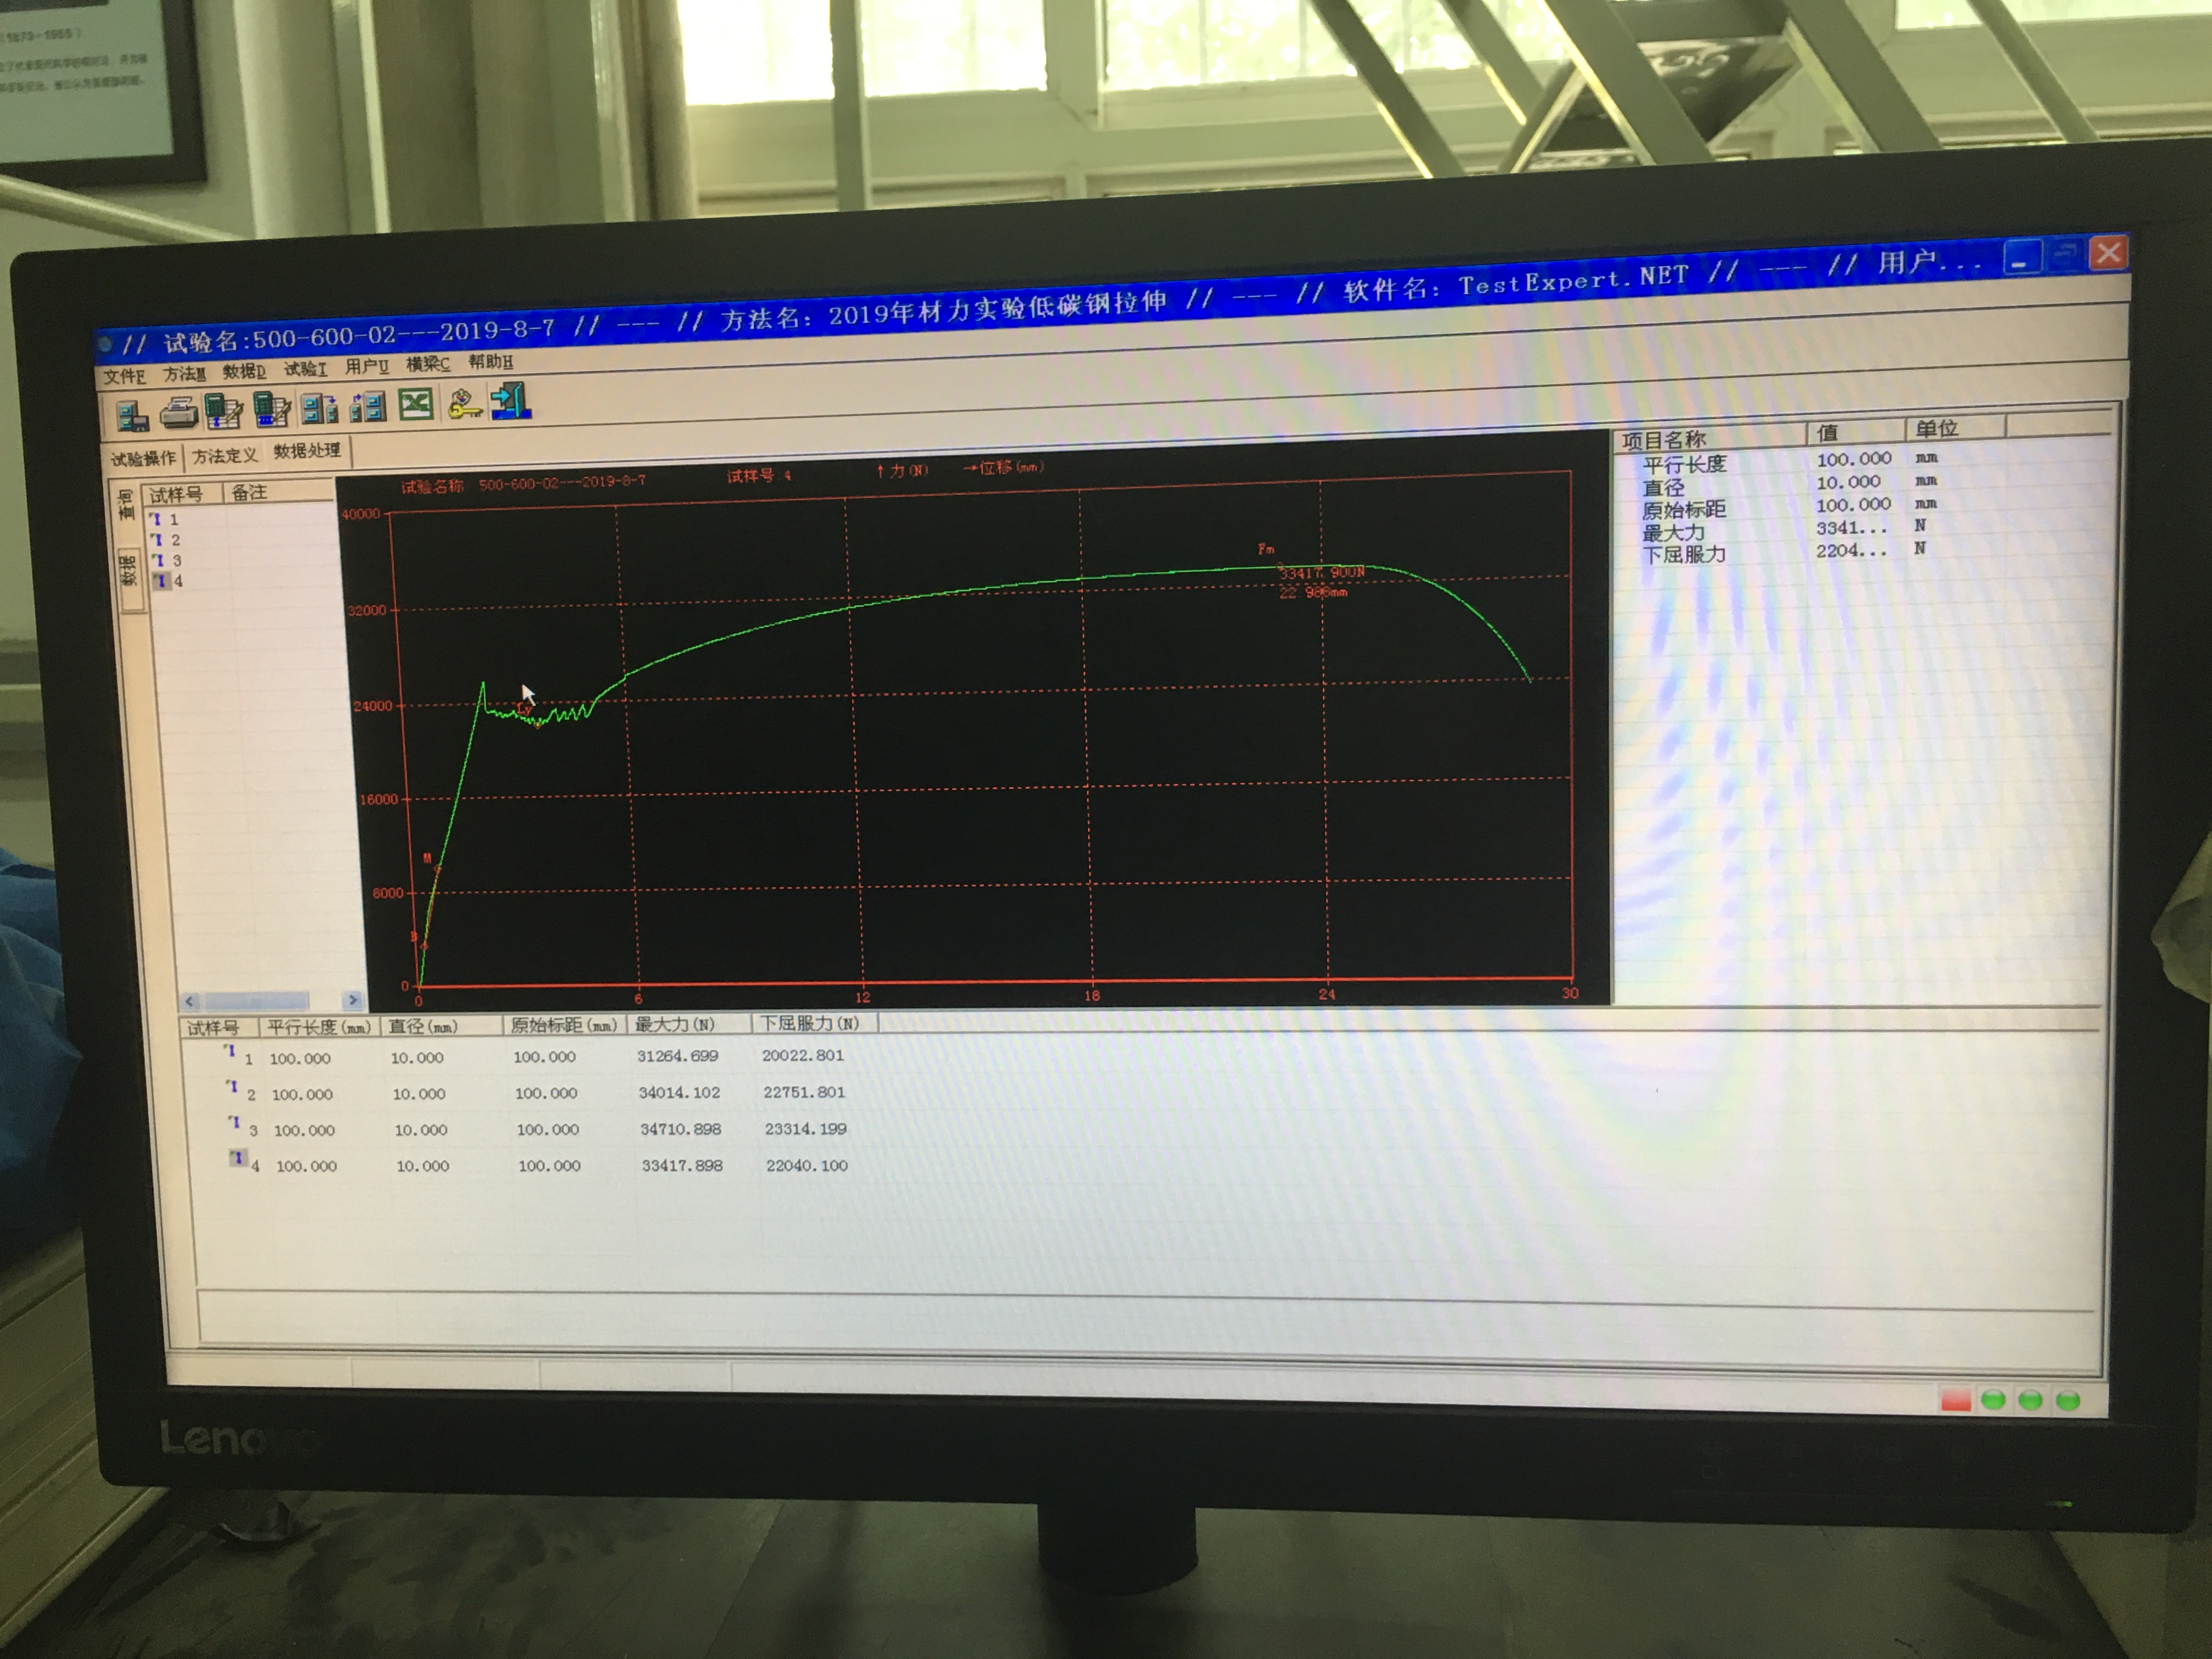 (1873-1955)
// 试验名:500-600-02---2019-8-7 // --- // 方法名: 2019年材力实验低碳钢拉伸 // --- // 软件名: TestExpert.NET // --- // 用户...
文件F 方法M 数据D 试验T 用户U 横梁C 帮助H
试验操作 方法定义 数据处理
查询
数据
试样号 备注
1
2
3
4
试验名称 500-600-02---2019-8-7 试样号 4 ↑力(N) →位移(mm)
40000
32000
24000
16000
8000
0
0 6 12 18 24 30
Fm
33417.900N
Ly
M
B
项目名称 值 单位
平行长度 100.000 mm
直径 10.000 mm
原始标距 100.000 mm
最大力 3341... N
下屈服力 2204... N
试样号 平行长度(mm) 直径(mm) 原始标距(mm) 最大力(N) 下屈服力(N)
1 100.000 10.000 100.000 31264.699 20022.801
2 100.000 10.000 100.000 34014.102 22751.801
3 100.000 10.000 100.000 34710.898 23314.199
4 100.000 10.000 100.000 33417.898 22040.100
Lenovo